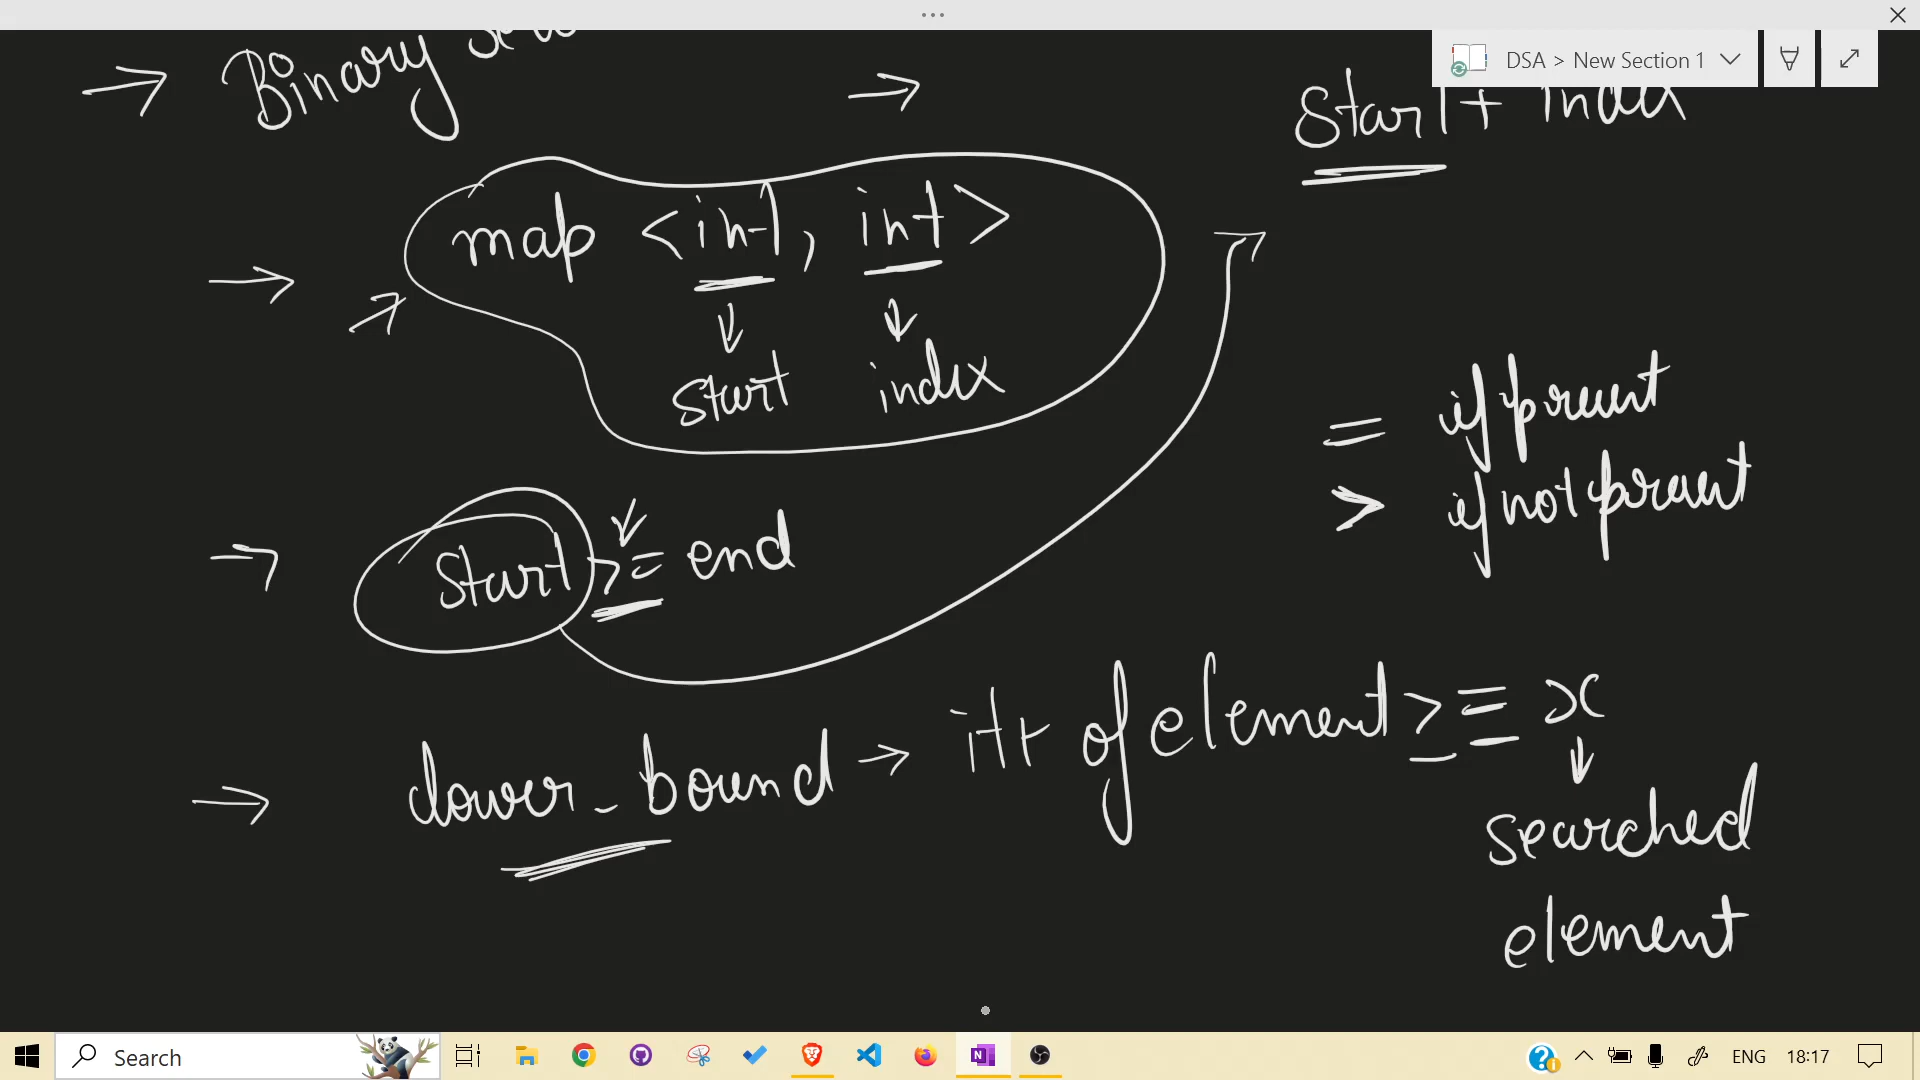 DSA > New Section 1
→ Binary
→
start + index
→ map <int, int>
start index
= if present
> if not present
→ start >= end
→ lower_bound → itr of element >= x
searched
element
Search
ENG 18:17